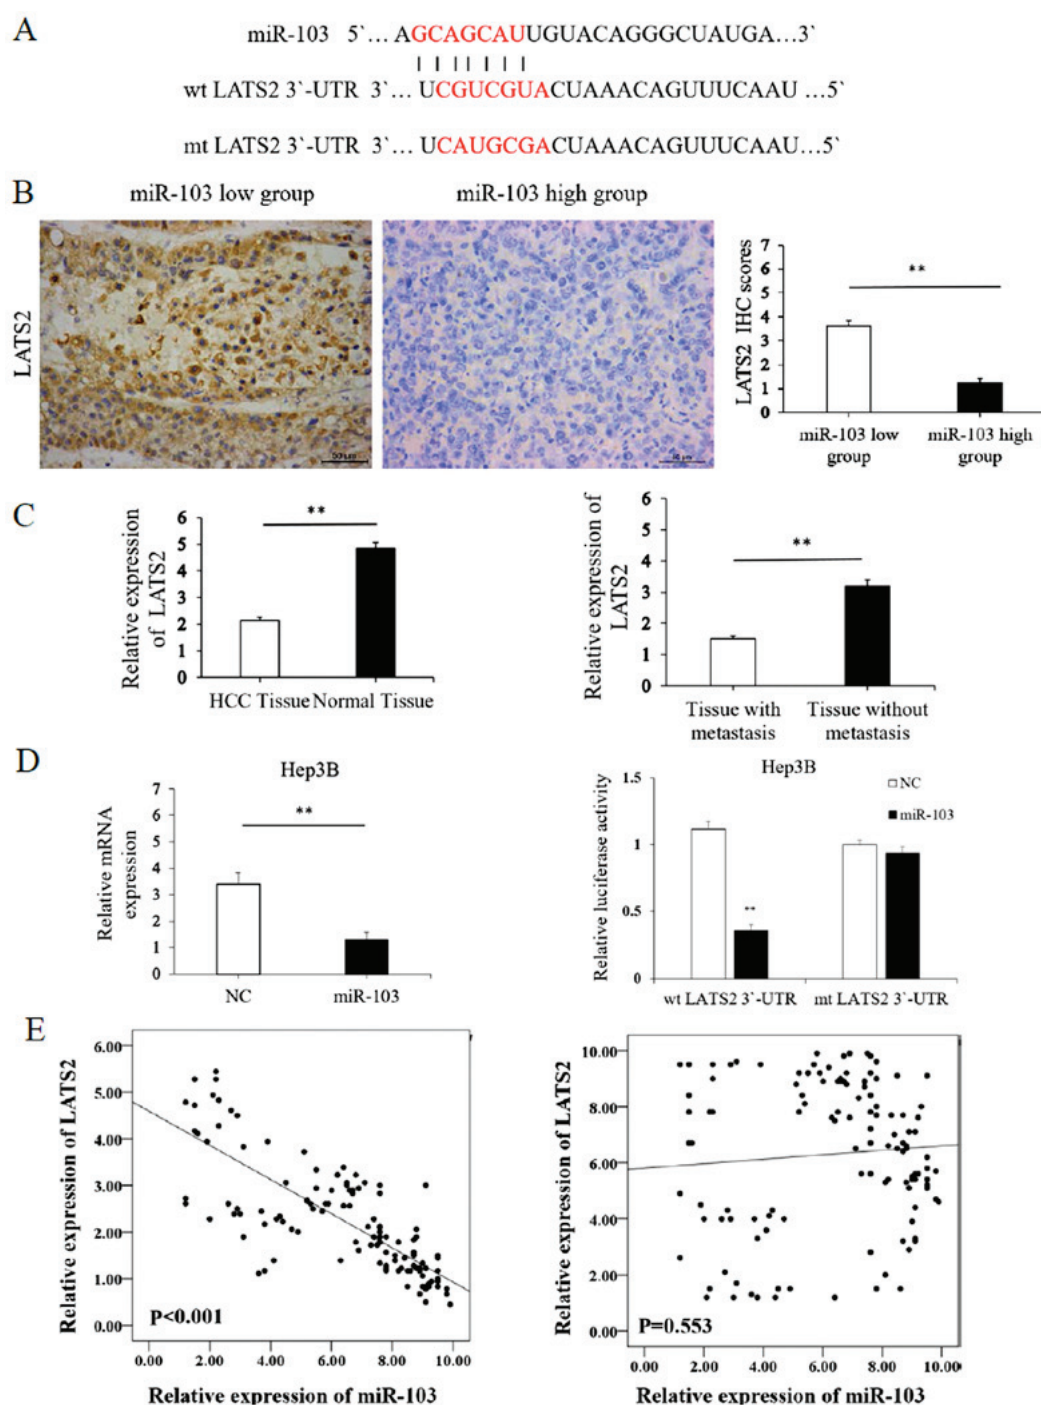 A
miR-103 5`… AGCAGCAUUGUACAGGGCUAUGA…3`
wt LATS2 3`-UTR 3`… UCGUCGUACUAAACAGUUUCAAU …5`
mt LATS2 3`-UTR 3`… UCAUGCGACUAAACAGUUUCAAU…5`
B
miR-103 low group
miR-103 high group
LATS2
50 μm
LATS2 IHC scores
7
6
5
4
3
2
1
0
**
miR-103 low group
miR-103 high group
C
Relative expression of LATS2
6
5
4
3
2
1
0
**
HCC Tissue
Normal Tissue
Relative expression of LATS2
6
5
4
3
2
1
0
**
Tissue with metastasis
Tissue without metastasis
D
Hep3B
Relative mRNA expression
7
6
5
4
3
2
1
0
**
NC
miR-103
Hep3B
Relative luciferase activity
1.5
1
0.5
0
NC
miR-103
**
wt LATS2 3`-UTR
mt LATS2 3`-UTR
E
Relative expression of LATS2
6.00
5.00
4.00
3.00
2.00
1.00
0.00
P<0.001
0.00 2.00 4.00 6.00 8.00 10.00
Relative expression of miR-103
Relative expression of LATS2
10.00
8.00
6.00
4.00
2.00
0.00
P=0.553
0.00 2.00 4.00 6.00 8.00 10.00
Relative expression of miR-103